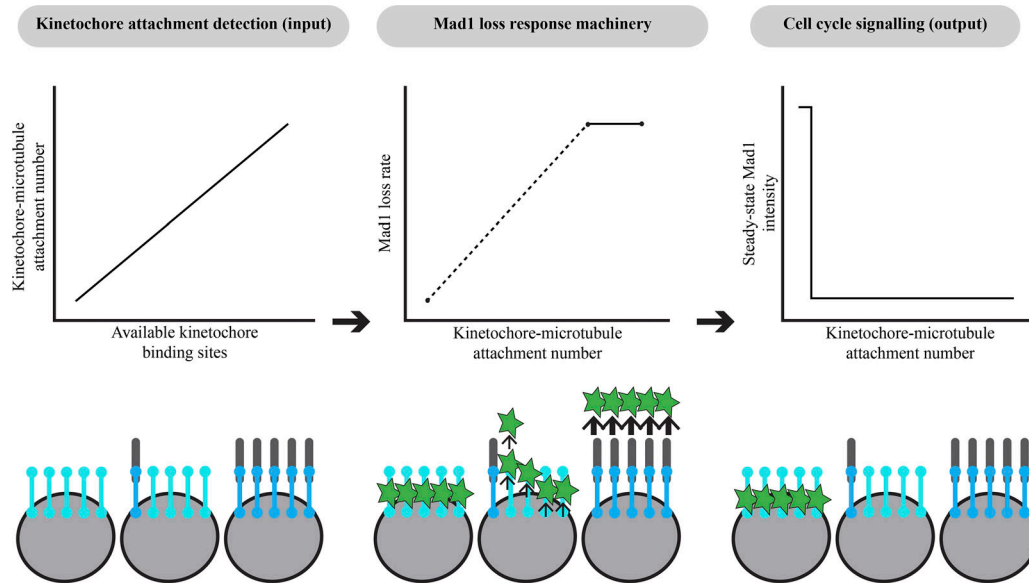 Kinetochore attachment detection (input)
Mad1 loss response machinery
Cell cycle signalling (output)
Kinetochore-microtubule
attachment number
Available kinetochore
binding sites
Mad1 loss rate
Kinetochore-microtubule
attachment number
Steady-state Mad1
intensity
Kinetochore-microtubule
attachment number